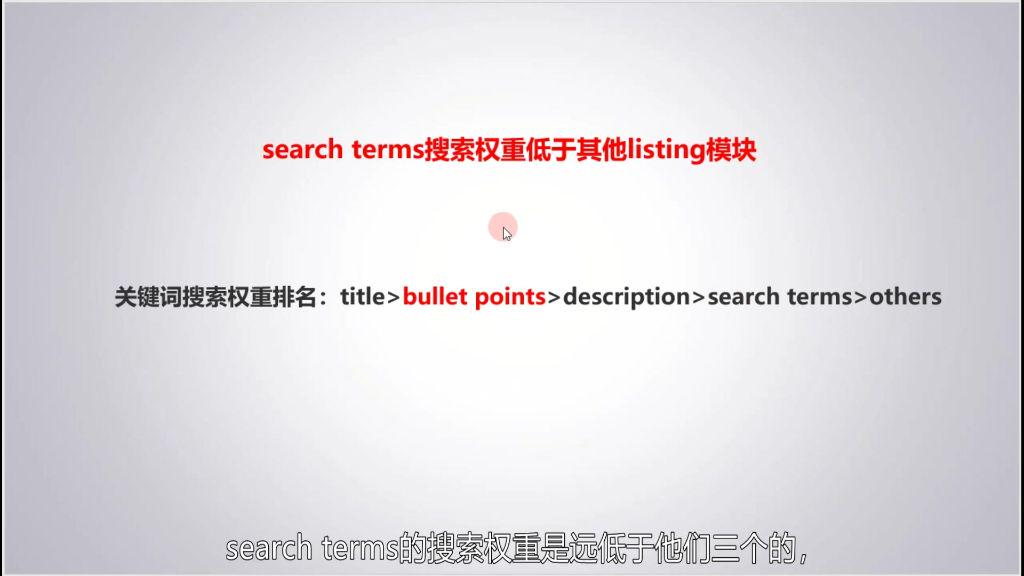 search terms搜索权重低于其他listing模块
关键词搜索权重排名：title>bullet points>description>search terms>others
search terms的搜索权重是远低于他们三个的，